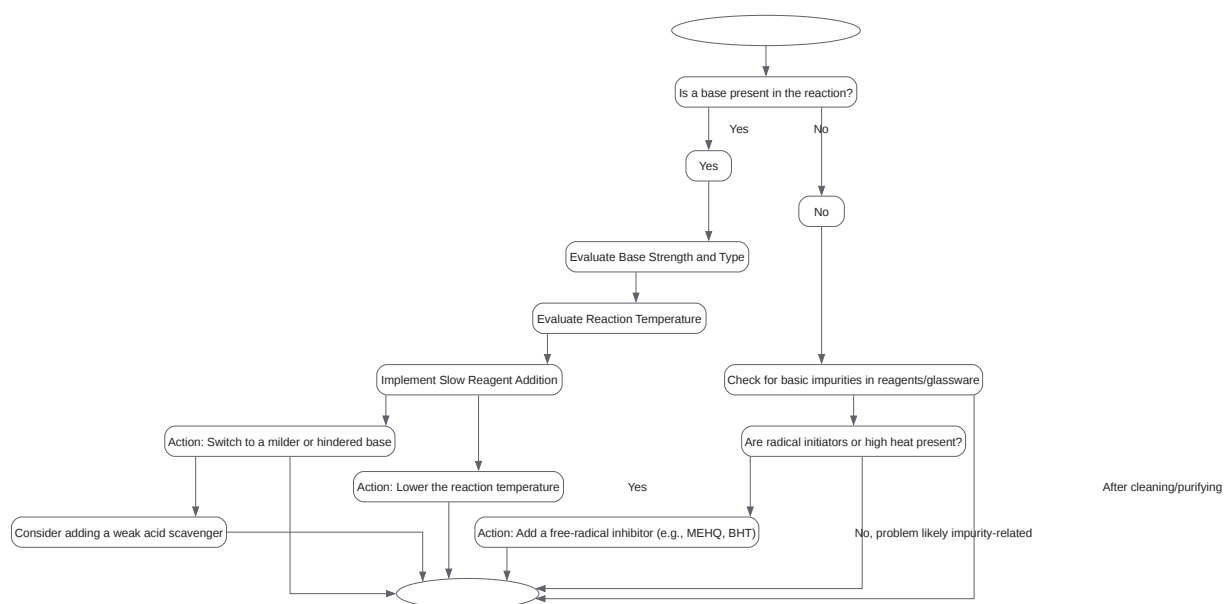 Is a base present in the reaction?
Yes
No
Yes
No
Evaluate Base Strength and Type
Evaluate Reaction Temperature
Implement Slow Reagent Addition
Check for basic impurities in reagents/glassware
Action: Switch to a milder or hindered base
Are radical initiators or high heat present?
Action: Lower the reaction temperature
Yes
After cleaning/purifying
Consider adding a weak acid scavenger
Action: Add a free-radical inhibitor (e.g., MEHQ, BHT)
No, problem likely impurity-related